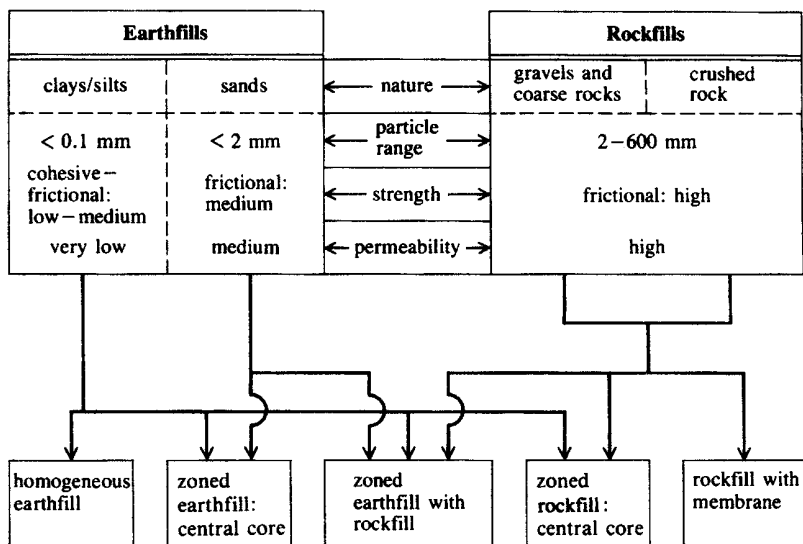 Earthfills
Rockfills
clays/silts
sands
nature
gravels and
coarse rocks
crushed
rock
< 0.1 mm
< 2 mm
particle
range
2–600 mm
cohesive–
frictional:
low–medium
frictional:
medium
strength
frictional: high
very low
medium
permeability
high
homogeneous
earthfill
zoned
earthfill:
central core
zoned
earthfill with
rockfill
zoned
rockfill:
central core
rockfill with
membrane